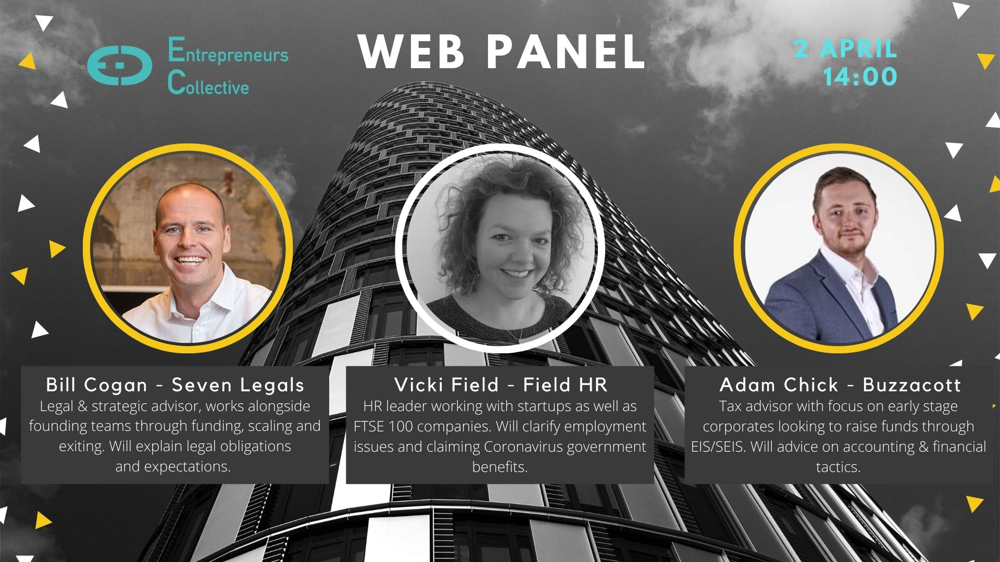 Entrepreneurs
Collective
WEB PANEL
2 APRIL
14:00
Bill Cogan - Seven Legals
Legal & strategic advisor, works alongside
founding teams through funding, scaling and
exiting. Will explain legal obligations
and expectations.
Vicki Field - Field HR
HR leader working with startups as well as
FTSE 100 companies. Will clarify employment
issues and claiming Coronavirus government
benefits.
Adam Chick - Buzzacott
Tax advisor with focus on early stage
corporates looking to raise funds through
EIS/SEIS. Will advice on accounting & financial
tactics.